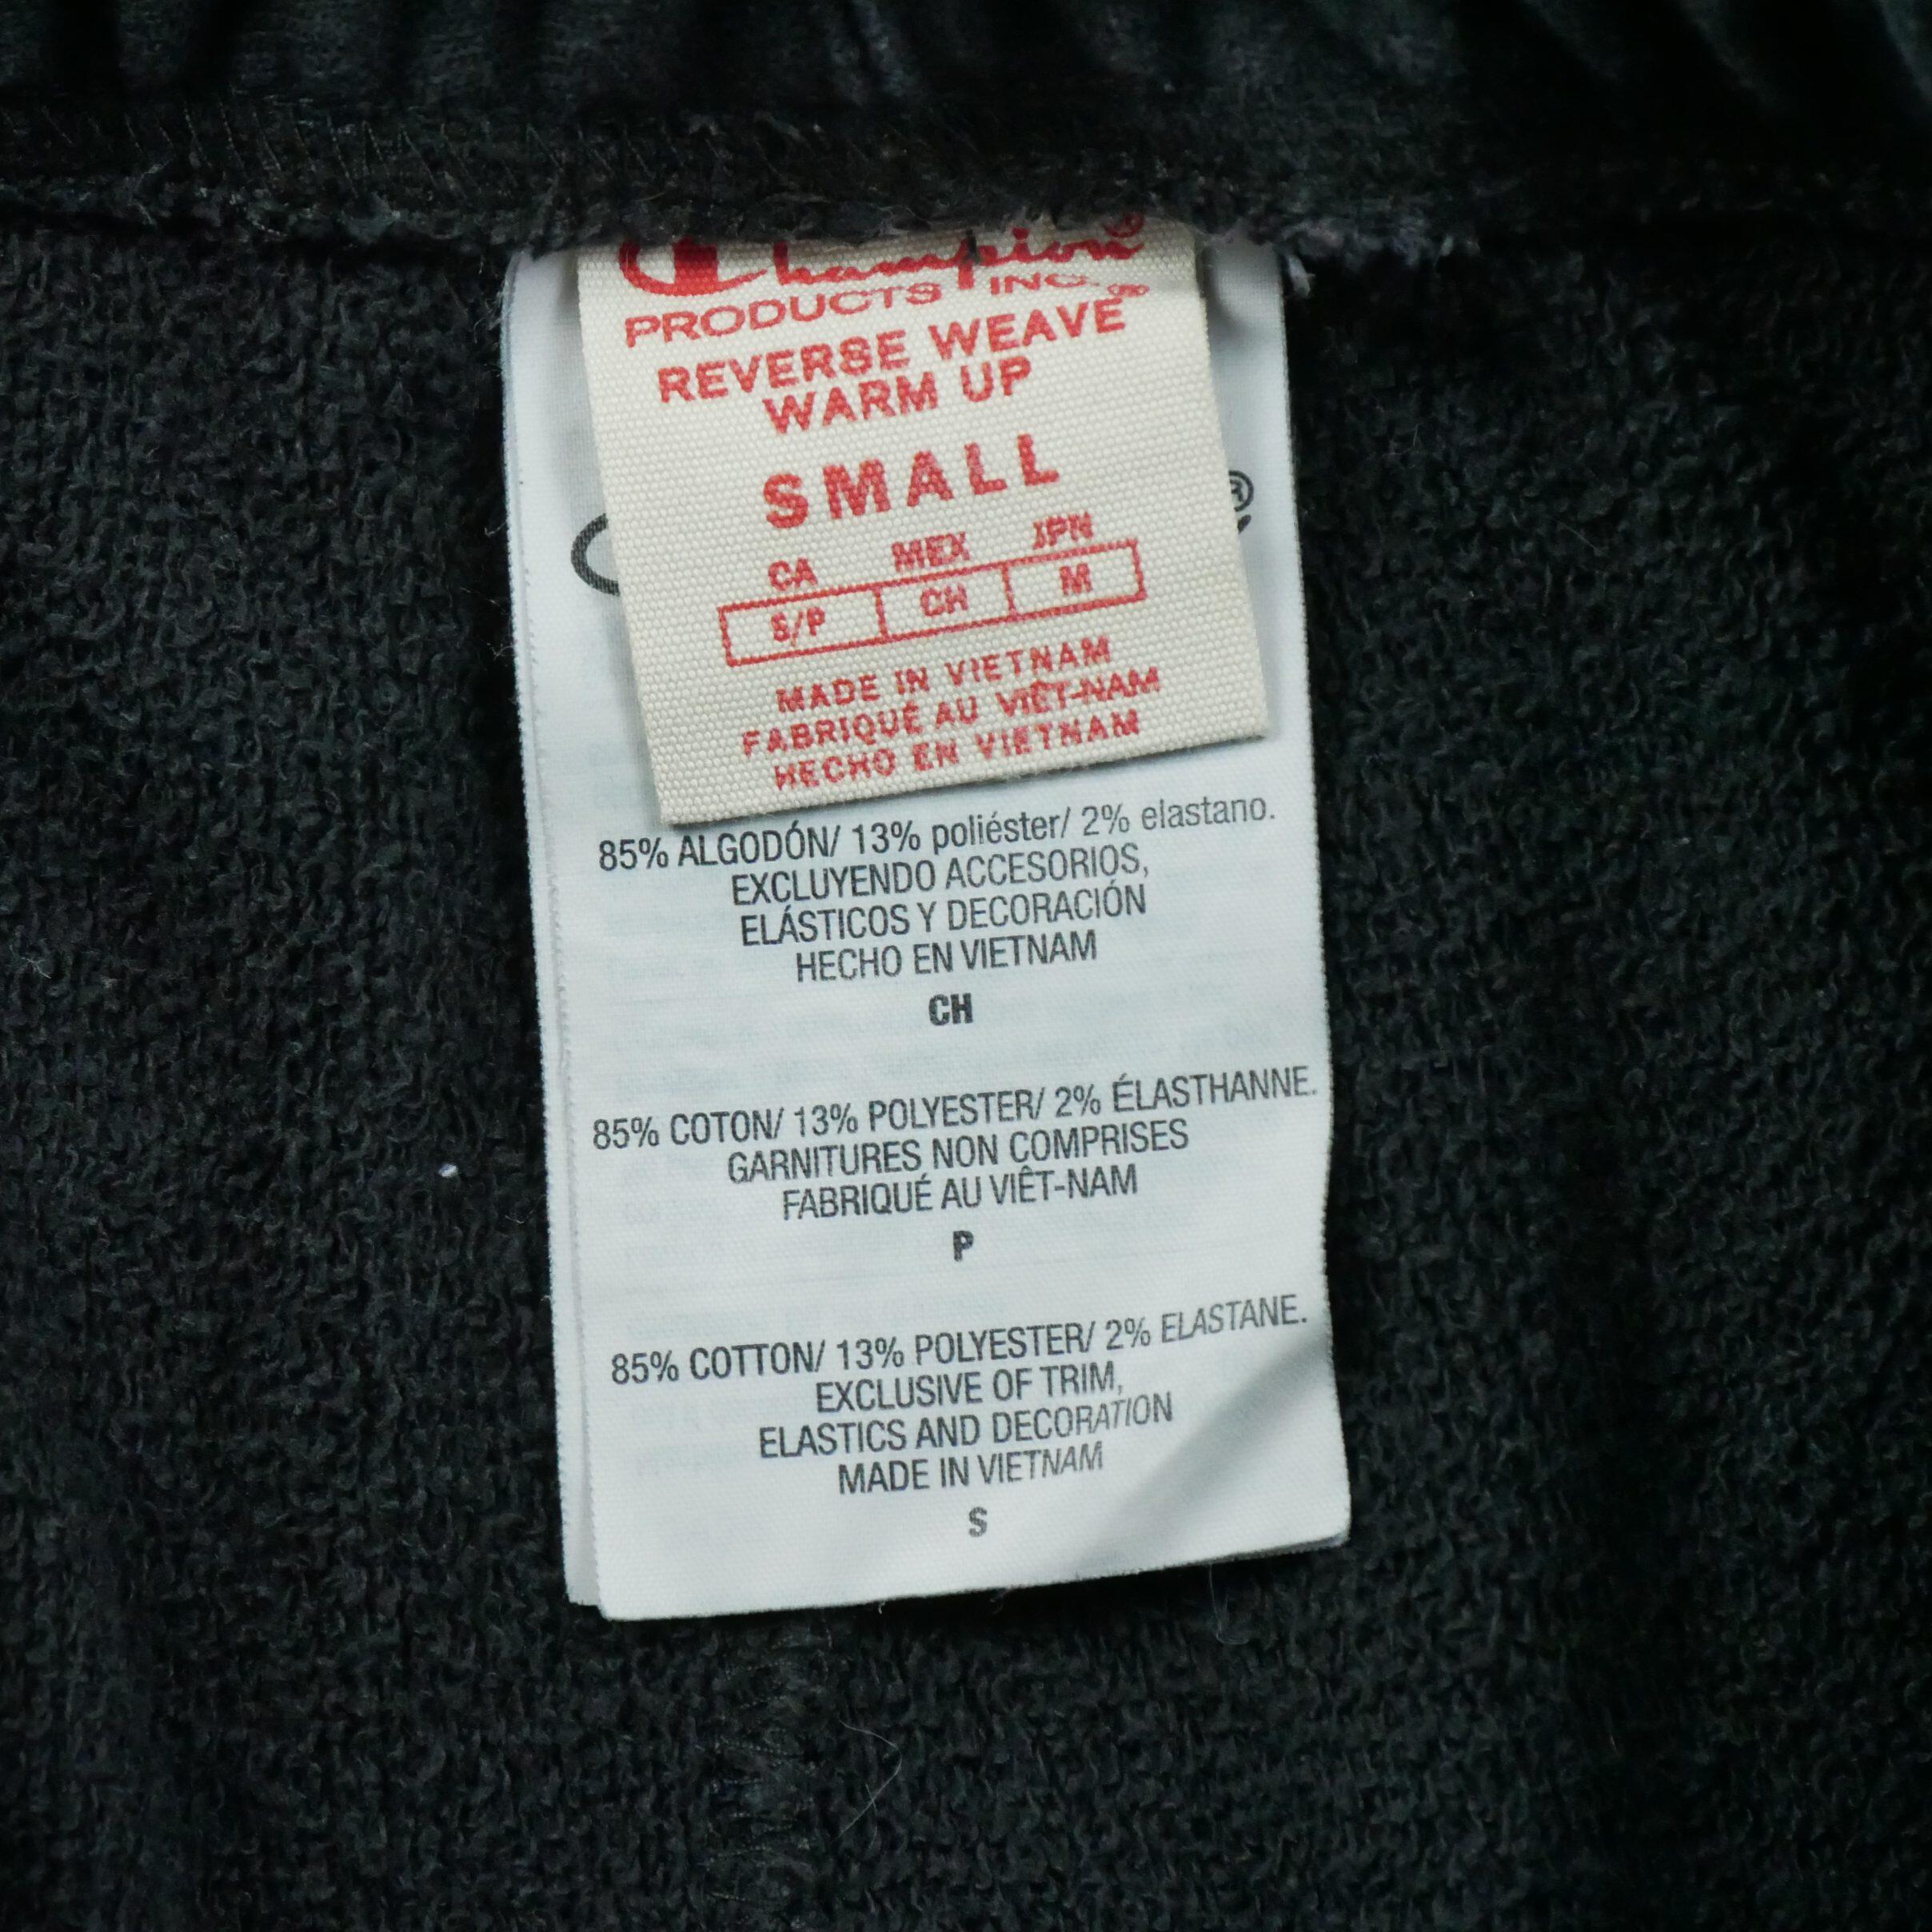 Champion®
PRODUCTS INC.®
REVERSE WEAVE
WARM UP
SMALL
CA MEX JPN
S/P CH M
MADE IN VIETNAM
FABRIQUÉ AU VIÊT-NAM
HECHO EN VIETNAM
®
85% ALGODÓN/ 13% poliéster/ 2% elastano.
EXCLUYENDO ACCESORIOS,
ELÁSTICOS Y DECORACIÓN
HECHO EN VIETNAM
CH
85% COTON/ 13% POLYESTER/ 2% ÉLASTHANNE.
GARNITURES NON COMPRISES
FABRIQUÉ AU VIÊT-NAM
P
85% COTTON/ 13% POLYESTER/ 2% ELASTANE.
EXCLUSIVE OF TRIM,
ELASTICS AND DECORATION
MADE IN VIETNAM
S